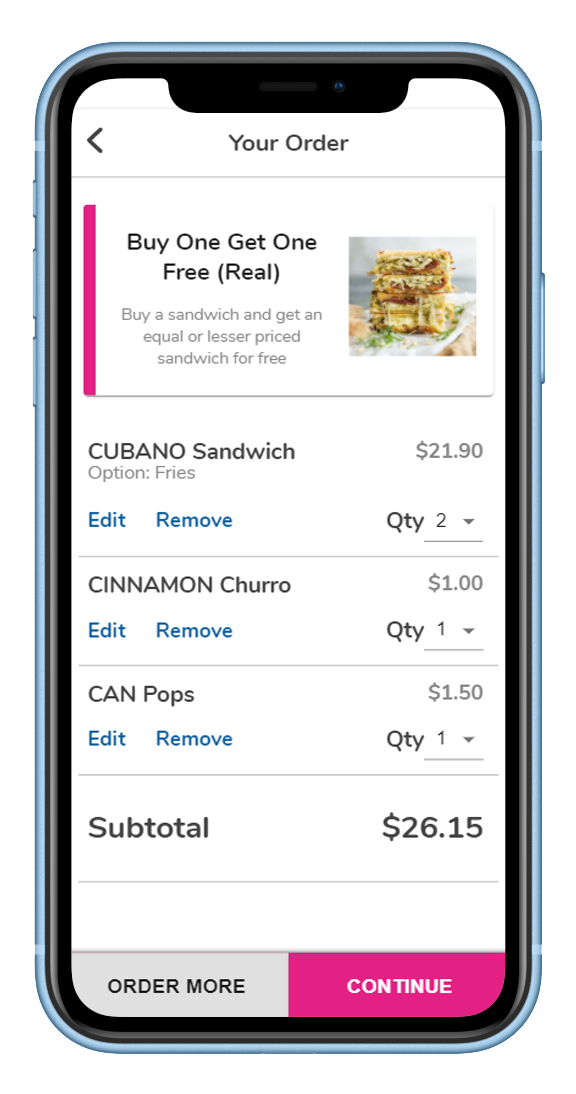 Your Order
Buy One Get One
Free (Real)
Buy a sandwich and get an
equal or lesser priced
sandwich for free
CUBANO Sandwich $21.90
Option: Fries
Edit Remove Qty 2
CINNAMON Churro $1.00
Edit Remove Qty 1
CAN Pops $1.50
Edit Remove Qty 1
Subtotal $26.15
ORDER MORE CONTINUE